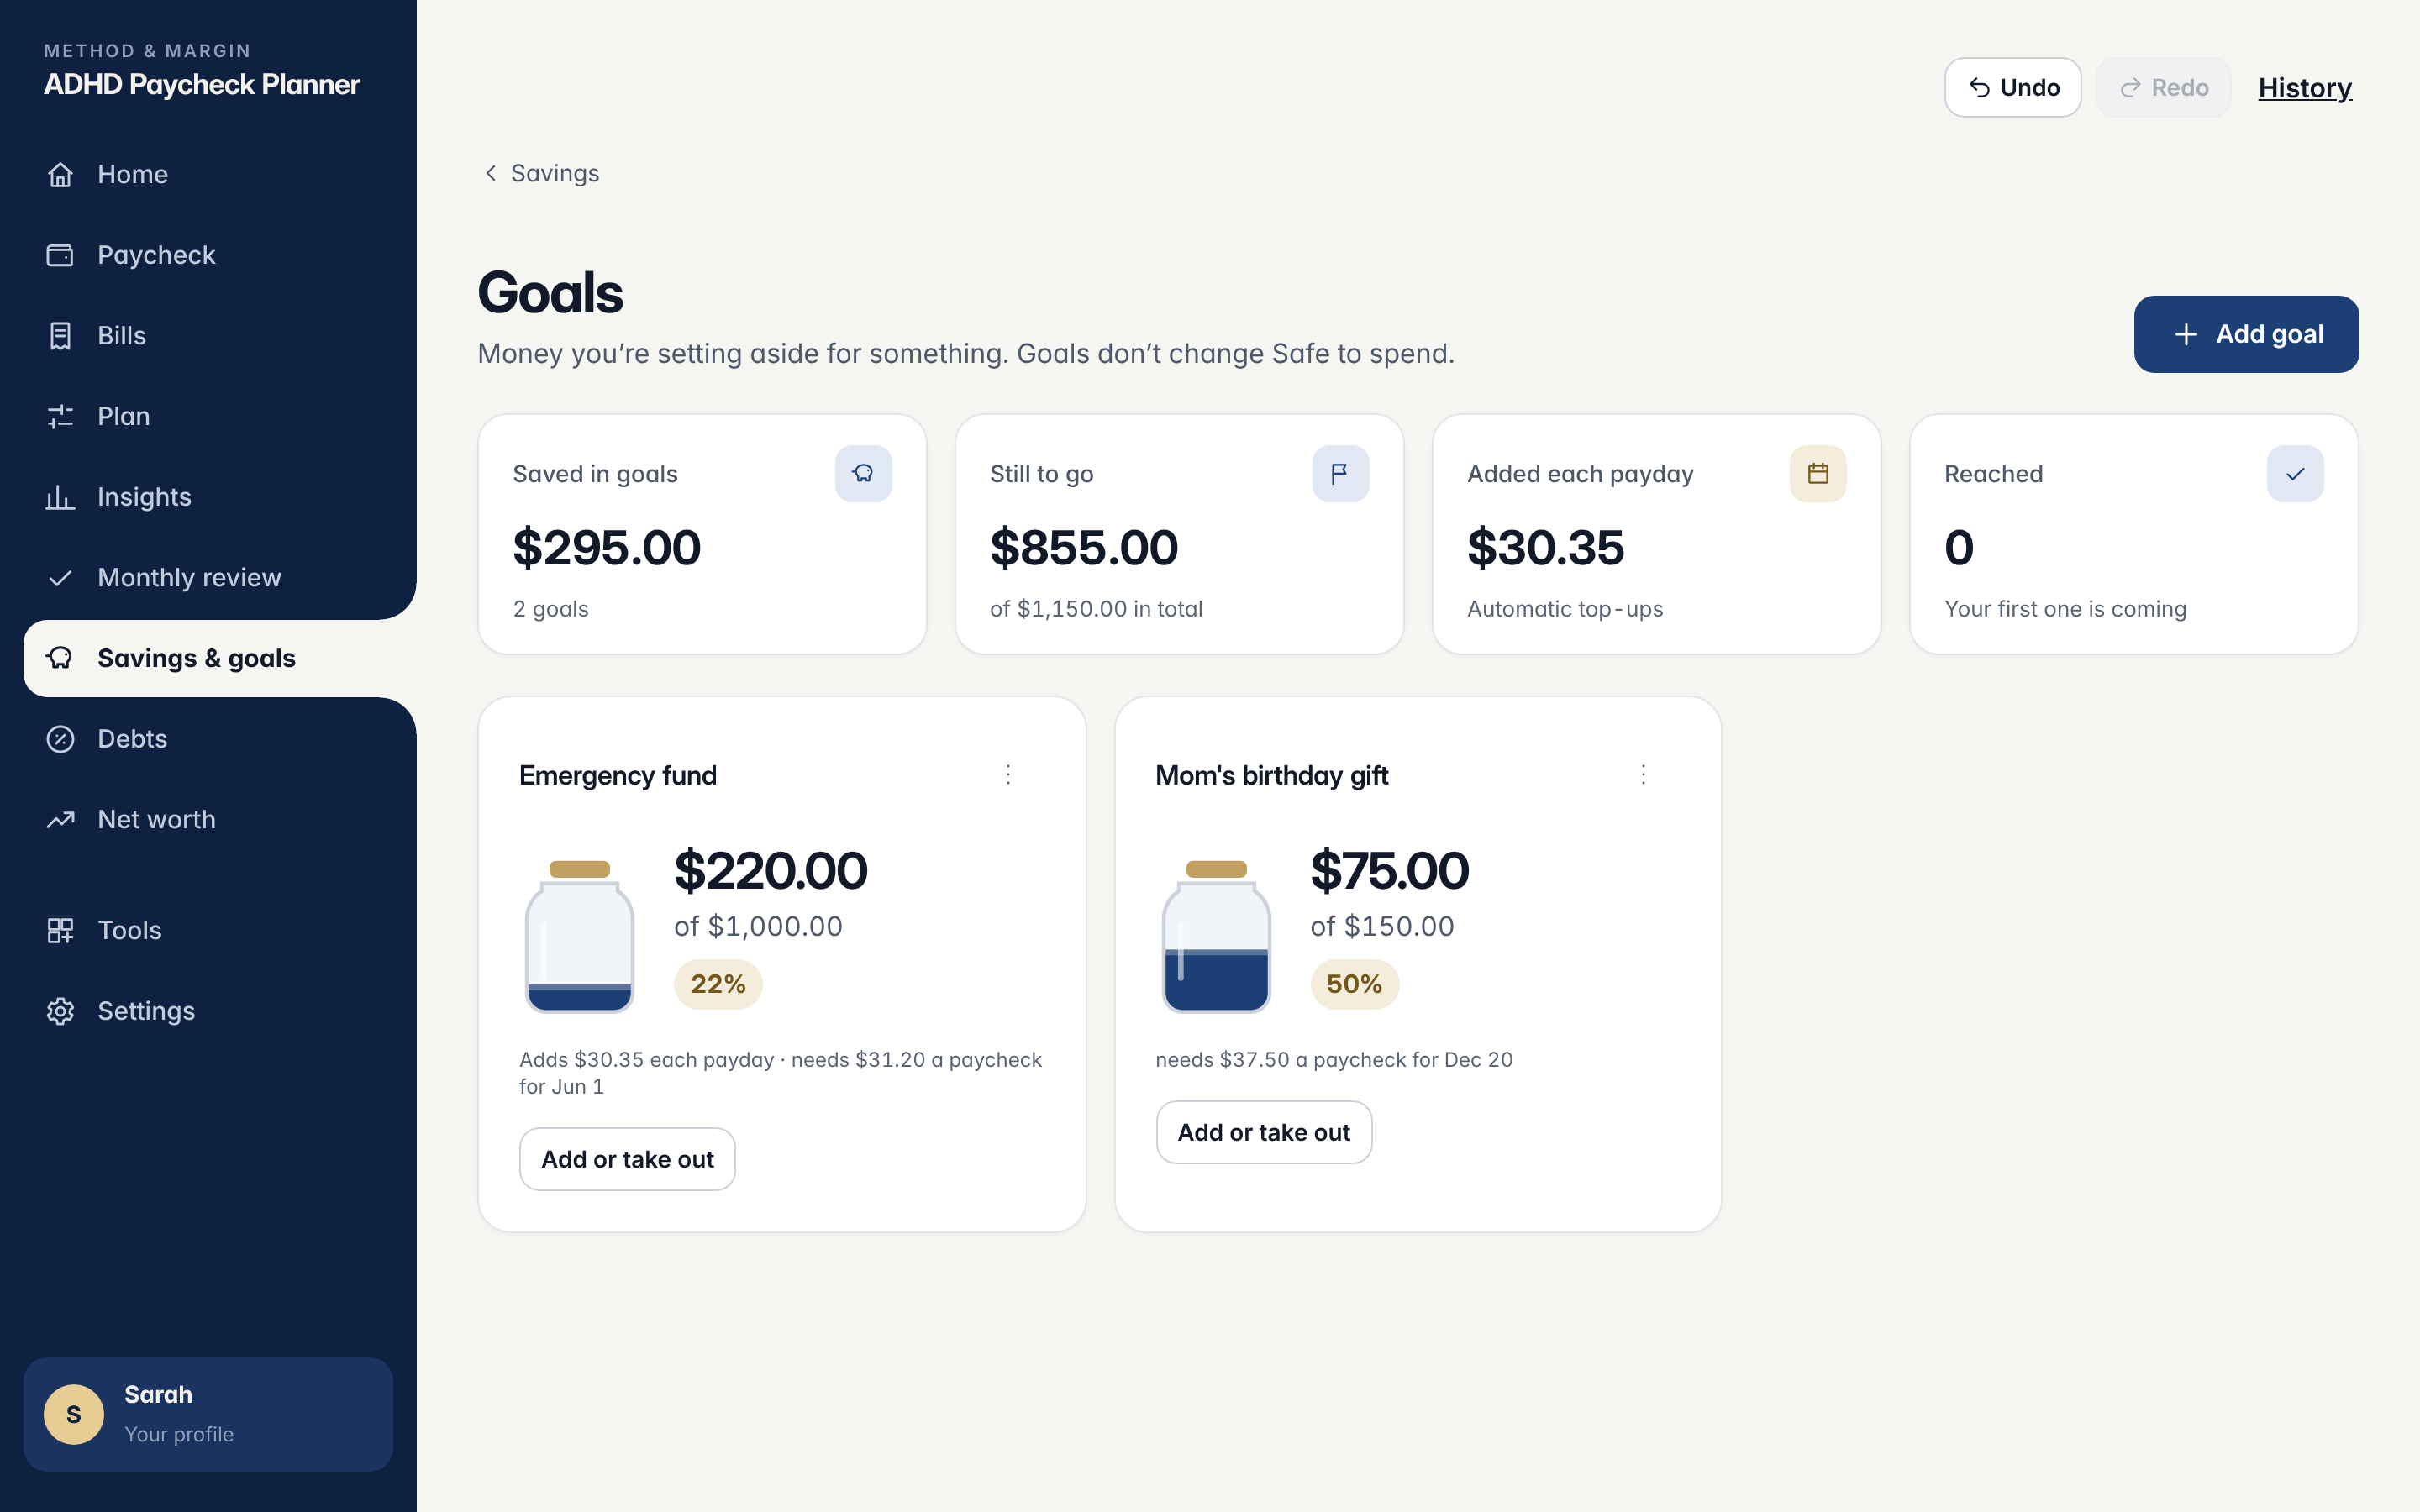 METHOD & MARGIN
ADHD Paycheck Planner
Home
Paycheck
Bills
Plan
Insights
Monthly review
Savings & goals
Debts
Net worth
Tools
Settings
S
Sarah
Your profile
Undo
Redo
History
Savings
Goals
Money you’re setting aside for something. Goals don’t change Safe to spend.
Add goal
Saved in goals
$295.00
2 goals
Still to go
$855.00
of $1,150.00 in total
Added each payday
$30.35
Automatic top-ups
Reached
0
Your first one is coming
Emergency fund
$220.00
of $1,000.00
22%
Adds $30.35 each payday · needs $31.20 a paycheck
for Jun 1
Add or take out
Mom's birthday gift
$75.00
of $150.00
50%
needs $37.50 a paycheck for Dec 20
Add or take out